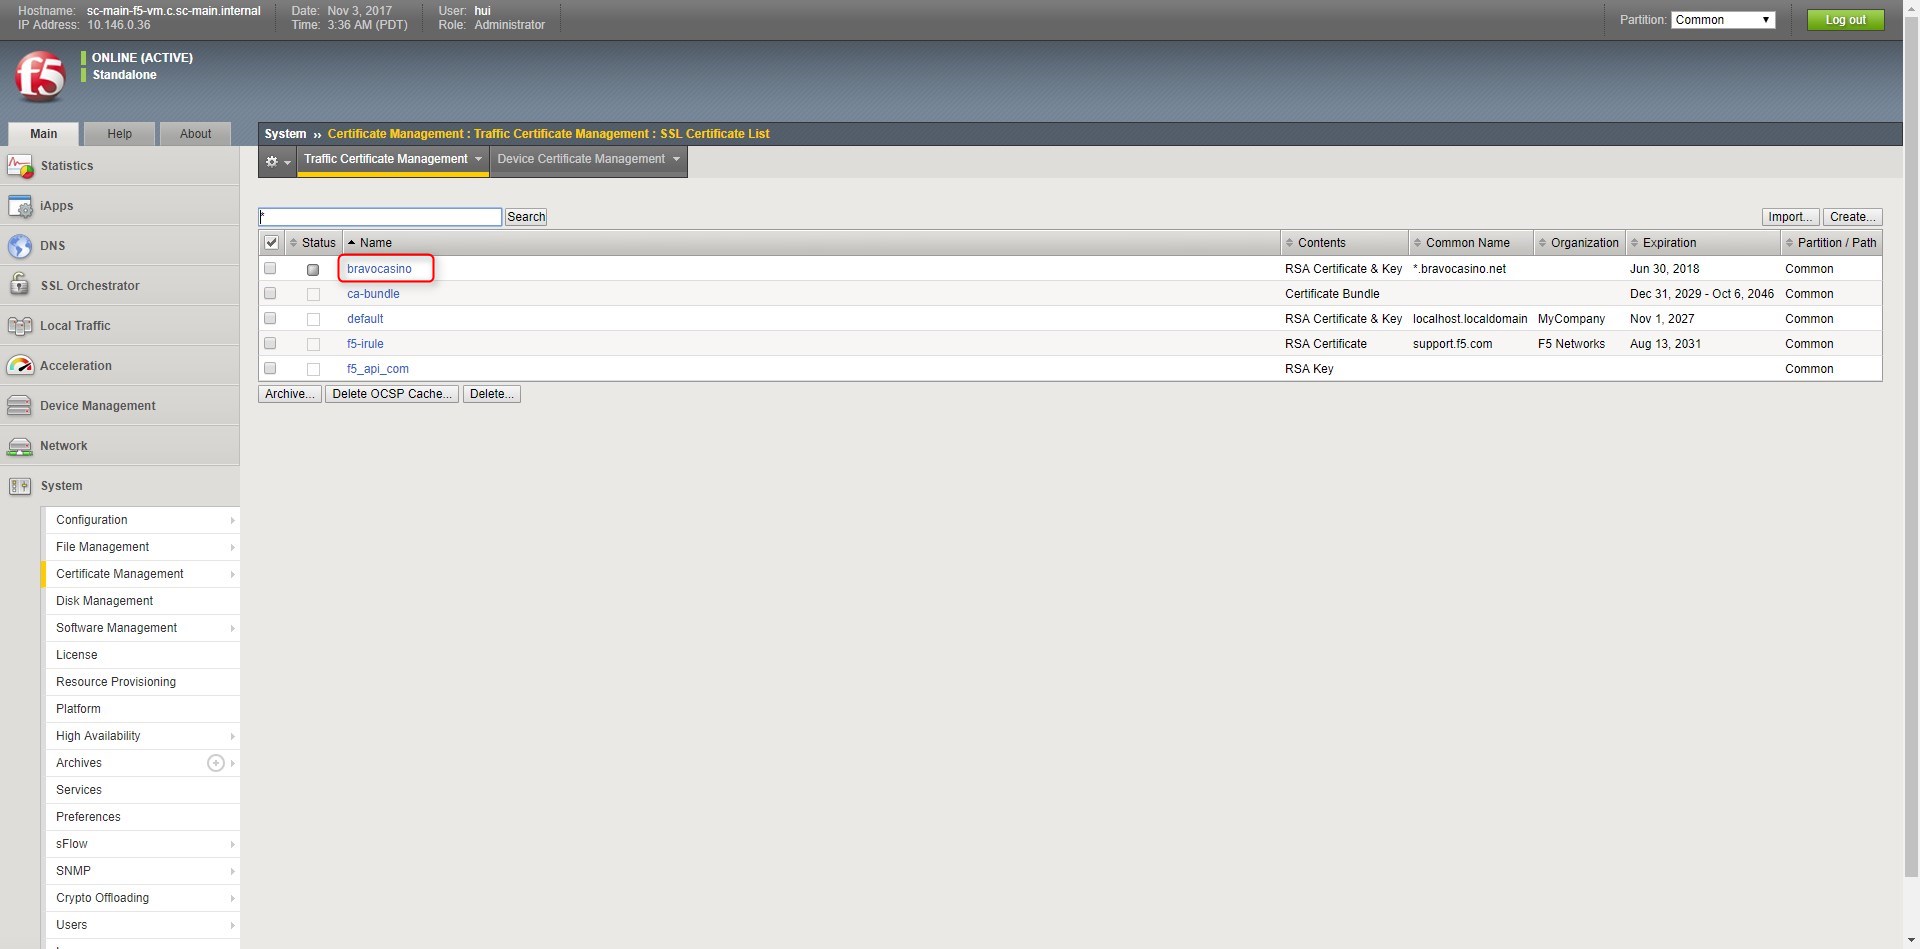 Hostname: sc-main-f5-vm.c.sc-main.internal Date: Nov 3, 2017 User: hui
IP Address: 10.146.0.36 Time: 3:36 AM (PDT) Role: Administrator
Partition: Common Log out
f5
ONLINE (ACTIVE)
Standalone
Main Help About
System ›› Certificate Management : Traffic Certificate Management : SSL Certificate List
Traffic Certificate Management Device Certificate Management
Statistics
iApps
DNS
SSL Orchestrator
Local Traffic
Acceleration
Device Management
Network
System
Configuration
File Management
Certificate Management
Disk Management
Software Management
License
Resource Provisioning
Platform
High Availability
Archives
Services
Preferences
sFlow
SNMP
Crypto Offloading
Users
* Search Import... Create...
Status Name Contents Common Name Organization Expiration Partition / Path
bravocasino RSA Certificate & Key *.bravocasino.net Jun 30, 2018 Common
ca-bundle Certificate Bundle Dec 31, 2029 - Oct 6, 2046 Common
default RSA Certificate & Key localhost.localdomain MyCompany Nov 1, 2027 Common
f5-irule RSA Certificate support.f5.com F5 Networks Aug 13, 2031 Common
f5_api_com RSA Key Common
Archive... Delete OCSP Cache... Delete...